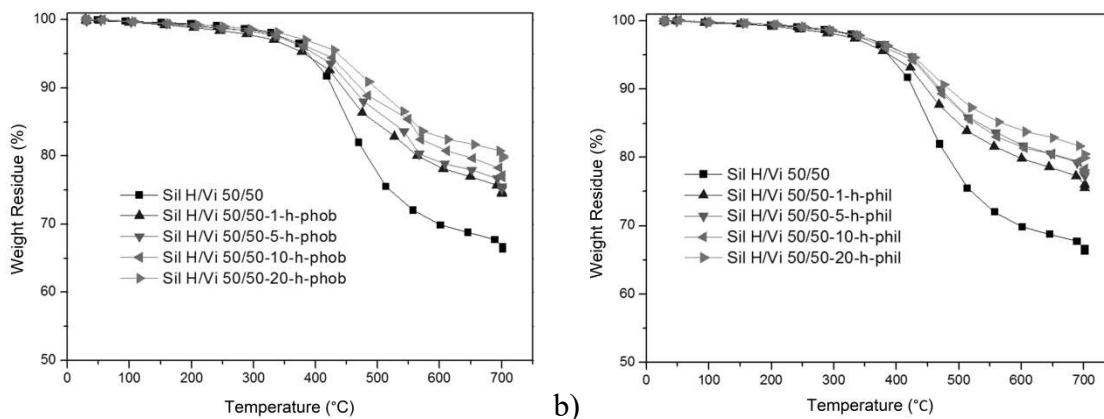 100
90
80
70
60
50
Weight Residue (%)
Sil H/Vi 50/50
Sil H/Vi 50/50-1-h-phob
Sil H/Vi 50/50-5-h-phob
Sil H/Vi 50/50-10-h-phob
Sil H/Vi 50/50-20-h-phob
0 100 200 300 400 500 600 700
Temperature (°C)
b)
100
90
80
70
60
50
Weight Residue (%)
Sil H/Vi 50/50
Sil H/Vi 50/50-1-h-phil
Sil H/Vi 50/50-5-h-phil
Sil H/Vi 50/50-10-h-phil
Sil H/Vi 50/50-20-h-phil
0 100 200 300 400 500 600 700
Temperature (°C)